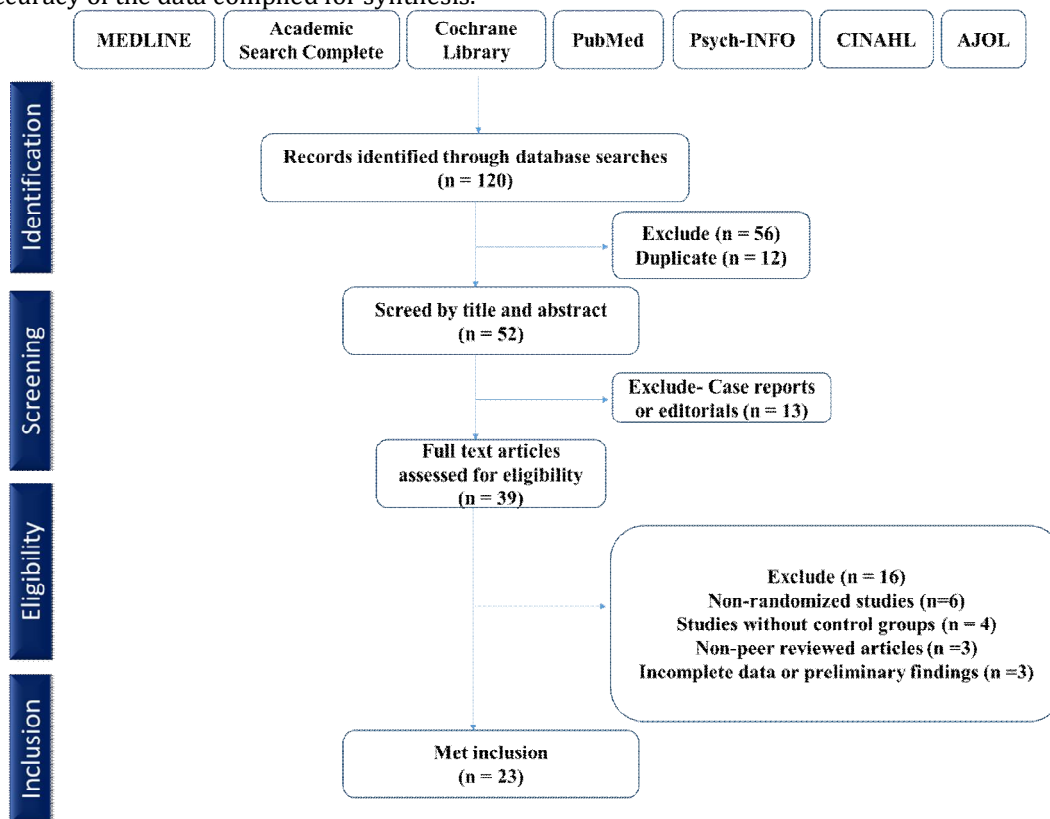 ccuracy of the data compiled for synthesis.
MEDLINE
Academic
Search Complete
Cochrane
Library
PubMed
Psych-INFO
CINAHL
AJOL
Identification
Records identified through database searches
(n = 120)
Exclude (n = 56)
Duplicate (n = 12)
Screening
Screed by title and abstract
(n = 52)
Exclude- Case reports
or editorials (n = 13)
Full text articles
assessed for eligibility
(n = 39)
Eligibility
Exclude (n = 16)
Non-randomized studies (n=6)
Studies without control groups (n = 4)
Non-peer reviewed articles (n =3)
Incomplete data or preliminary findings (n =3)
Inclusion
Met inclusion
(n = 23)